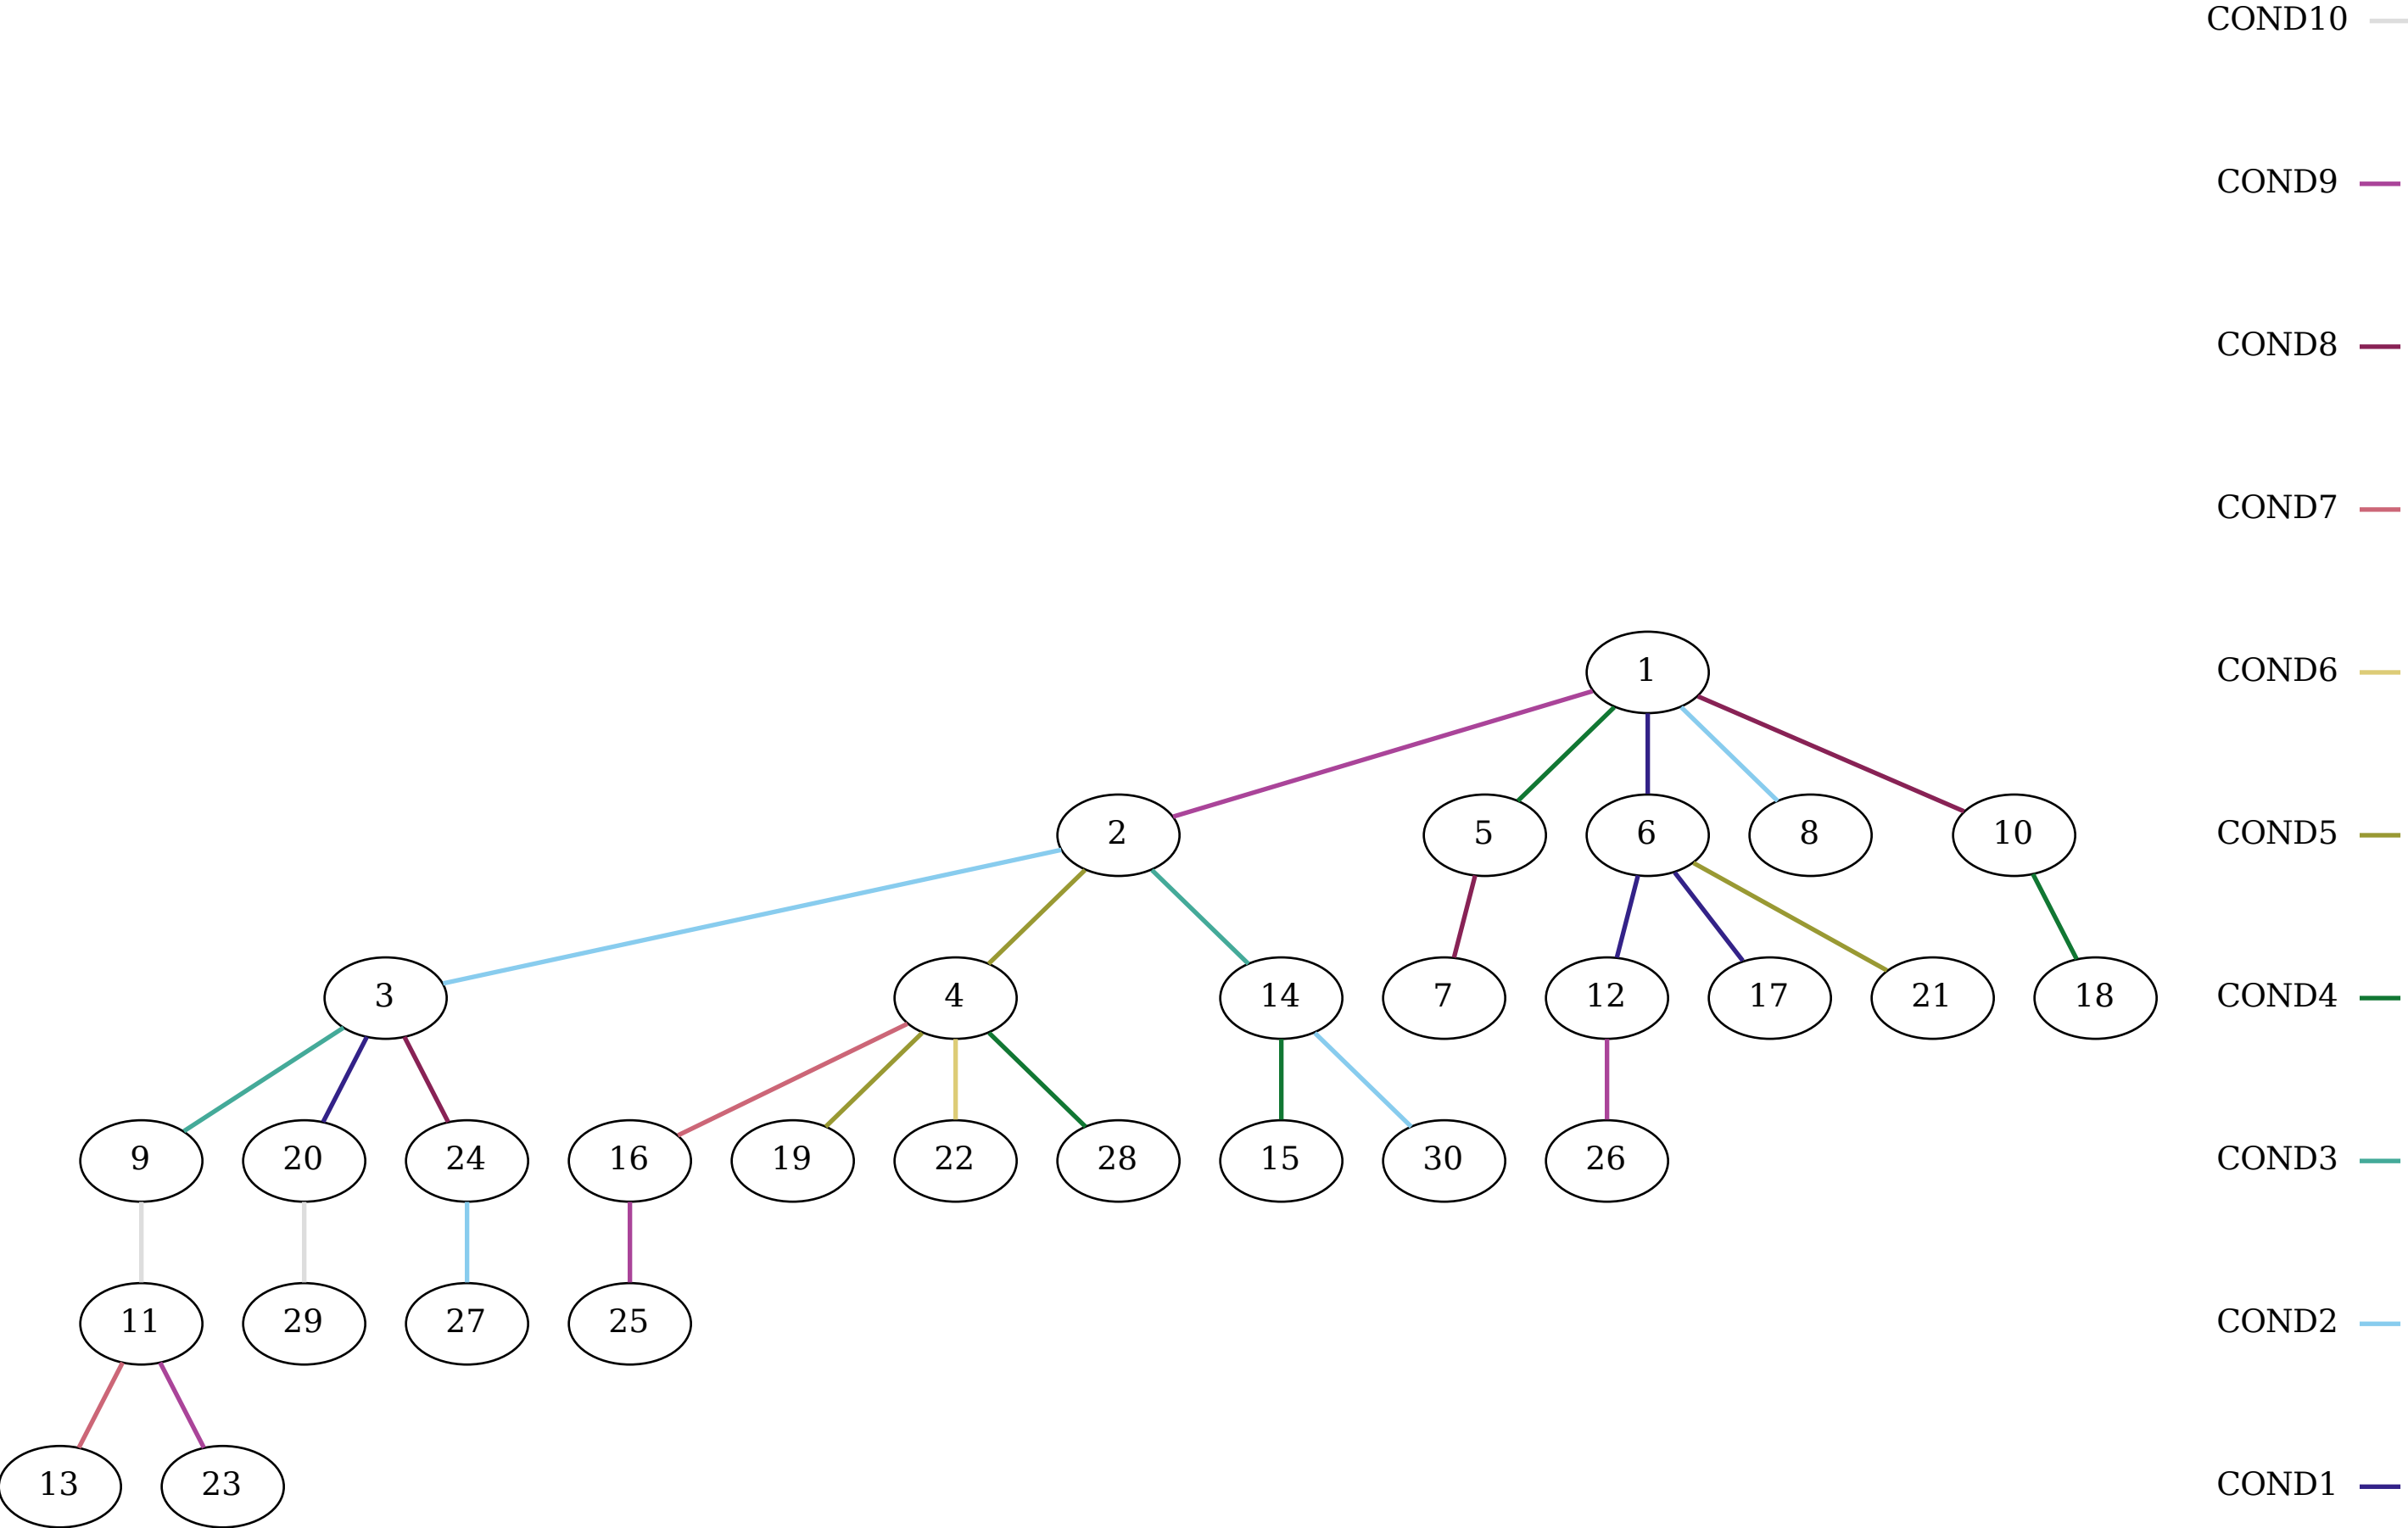 COND10
COND9
COND8
COND7
1 COND6
2 5 6 8 10 COND5
3 4 14 7 12 17 21 18 COND4
9 20 24 16 19 22 28 15 30 26 COND3
11 29 27 25 COND2
13 23 COND1